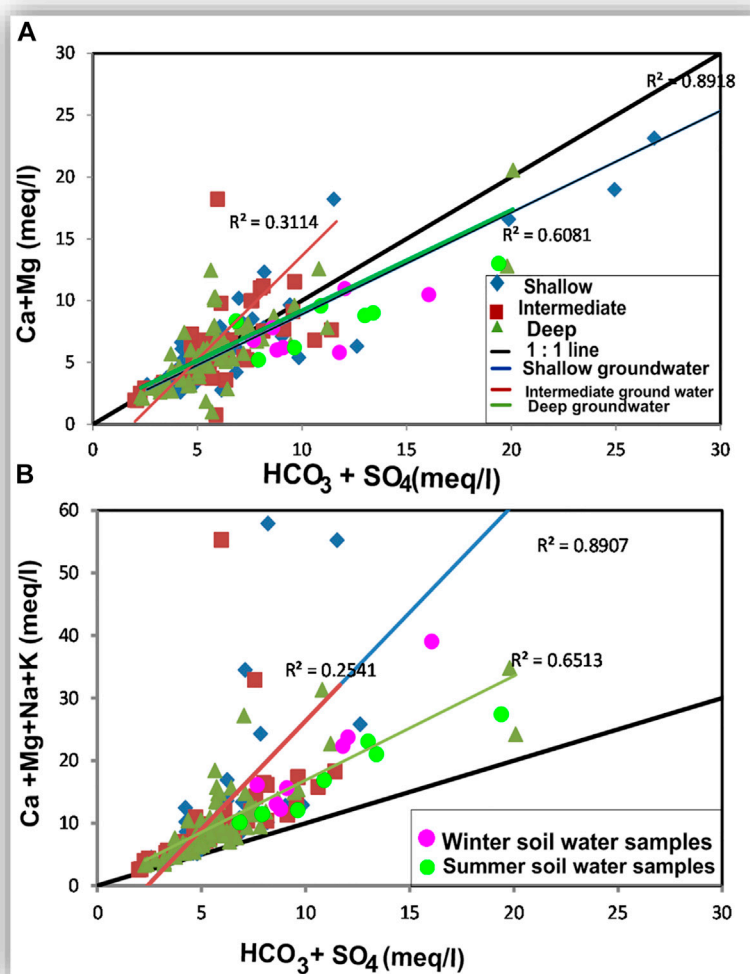 A
30
25
20
15
10
5
0
Ca+Mg (meq/l)
R² = 0.8918
R² = 0.3114
R² = 0.6081
Shallow
Intermediate
Deep
1 : 1 line
Shallow groundwater
Intermediate ground water
Deep groundwater
0 5 10 15 20 25 30
HCO3 + SO4(meq/l)
B
60
50
40
30
20
10
0
Ca +Mg+Na+K (meq/l)
R² = 0.8907
R² = 0.2541
R² = 0.6513
Winter soil water samples
Summer soil water samples
0 5 10 15 20 25 30
HCO3+ SO4 (meq/l)